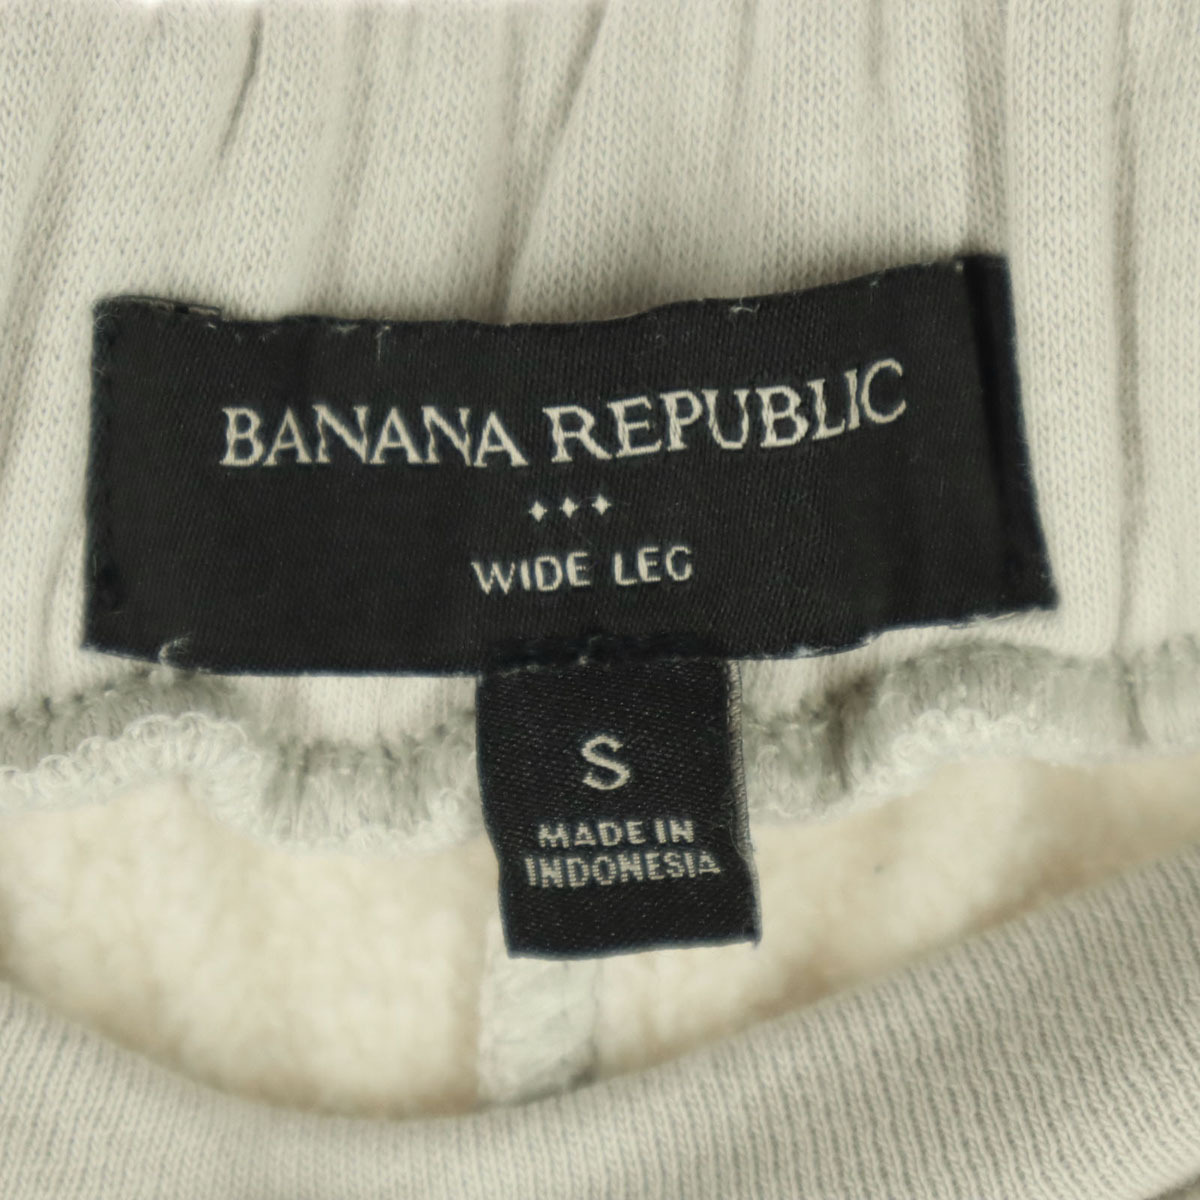 BANANA REPUBLIC
WIDE LEG
S
MADE IN
INDONESIA